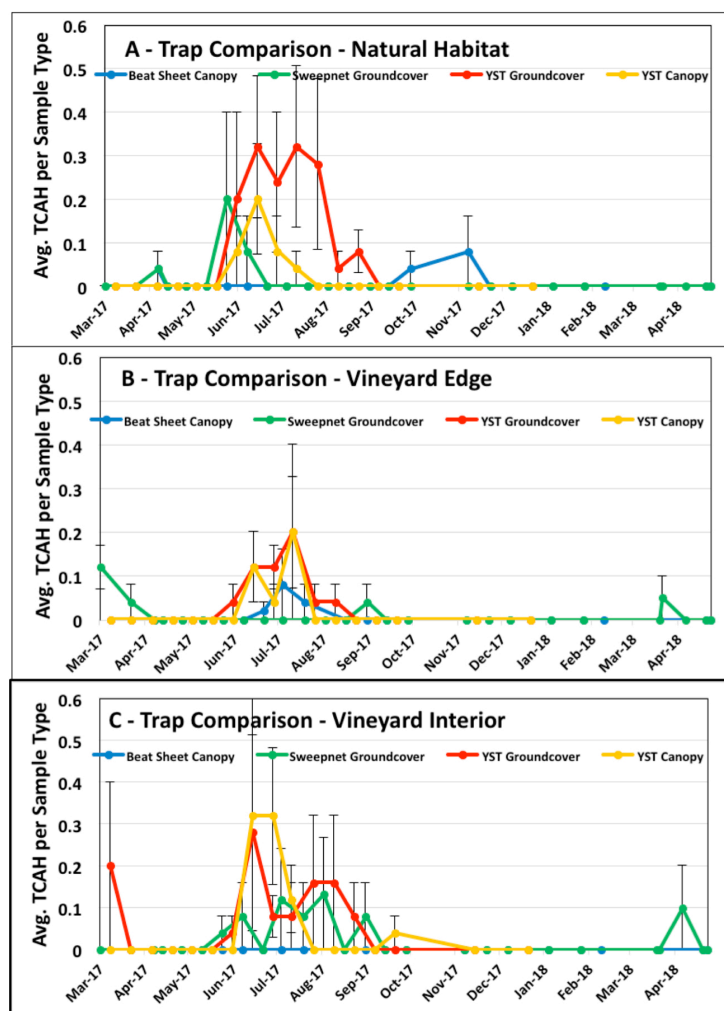 A - Trap Comparison - Natural Habitat
Beat Sheet Canopy Sweepnet Groundcover YST Groundcover YST Canopy
Avg. TCAH per Sample Type
0.6
0.5
0.4
0.3
0.2
0.1
0
Mar-17 Apr-17 May-17 Jun-17 Jul-17 Aug-17 Sep-17 Oct-17 Nov-17 Dec-17 Jan-18 Feb-18 Mar-18 Apr-18
B - Trap Comparison - Vineyard Edge
Beat Sheet Canopy Sweepnet Groundcover YST Groundcover YST Canopy
Avg. TCAH per Sample Type
0.6
0.5
0.4
0.3
0.2
0.1
0
Mar-17 Apr-17 May-17 Jun-17 Jul-17 Aug-17 Sep-17 Oct-17 Nov-17 Dec-17 Jan-18 Feb-18 Mar-18 Apr-18
C - Trap Comparison - Vineyard Interior
Beat Sheet Canopy Sweepnet Groundcover YST Groundcover YST Canopy
Avg. TCAH per Sample Type
0.6
0.5
0.4
0.3
0.2
0.1
0
Mar-17 Apr-17 May-17 Jun-17 Jul-17 Aug-17 Sep-17 Oct-17 Nov-17 Dec-17 Jan-18 Feb-18 Mar-18 Apr-18